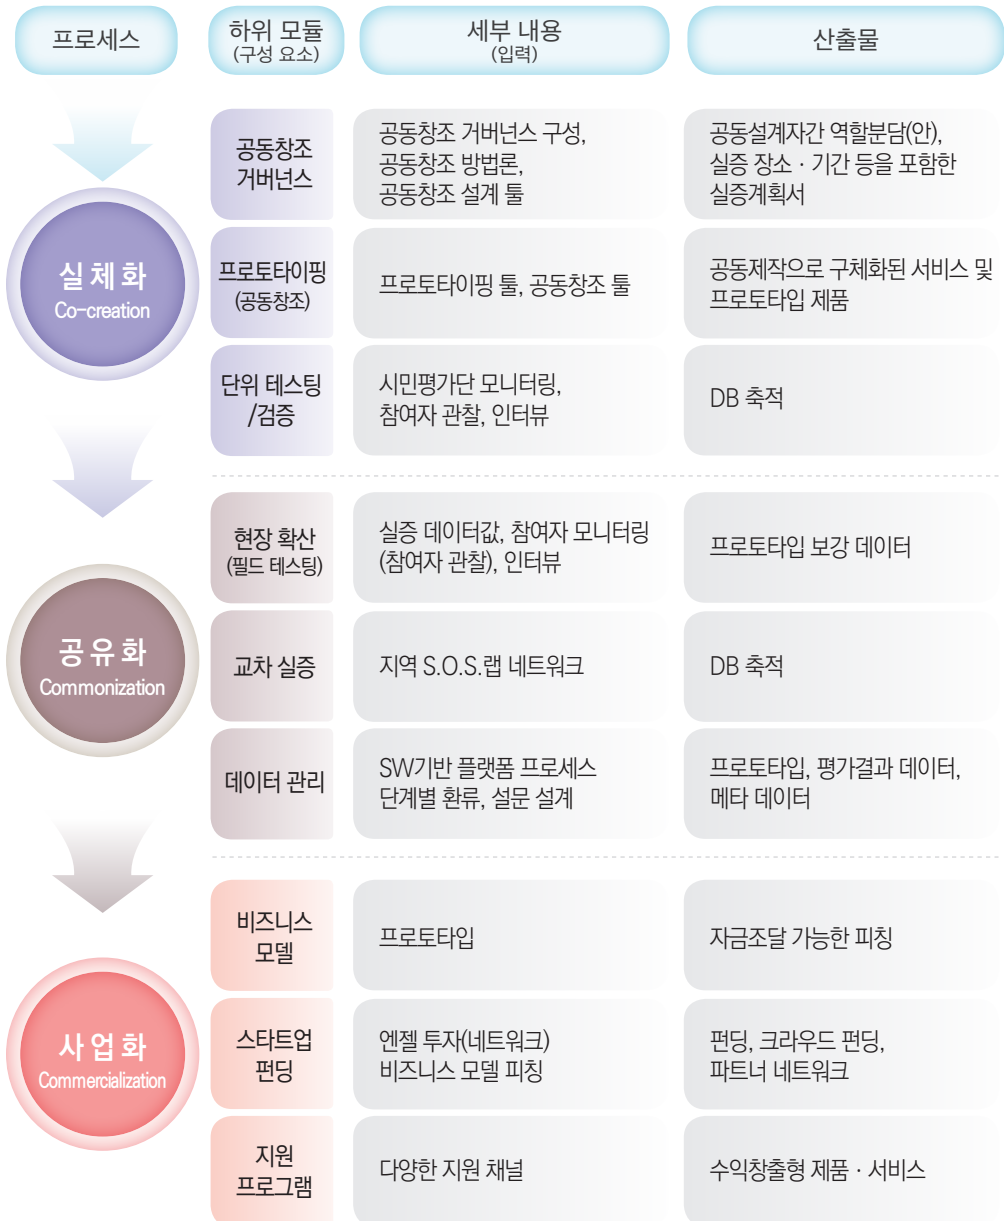 프로세스
하위 모듈
(구성 요소)
세부 내용
(입력)
산출물
실체화
Co-creation
공동창조
거버넌스
공동창조 거버넌스 구성,
공동창조 방법론,
공동창조 설계 툴
공동설계자간 역할분담(안),
실증 장소 · 기간 등을 포함한
실증계획서
프로토타이핑
(공동창조)
프로토타이핑 툴, 공동창조 툴
공동제작으로 구체화된 서비스 및
프로토타입 제품
단위 테스팅
/검증
시민평가단 모니터링,
참여자 관찰, 인터뷰
DB 축적
공유화
Commonization
현장 확산
(필드 테스팅)
실증 데이터값, 참여자 모니터링
(참여자 관찰), 인터뷰
프로토타입 보강 데이터
교차 실증
지역 S.O.S.랩 네트워크
DB 축적
데이터 관리
SW기반 플랫폼 프로세스
단계별 환류, 설문 설계
프로토타입, 평가결과 데이터,
메타 데이터
사업화
Commercialization
비즈니스
모델
프로토타입
자금조달 가능한 피칭
스타트업
펀딩
엔젤 투자(네트워크)
비즈니스 모델 피칭
펀딩, 크라우드 펀딩,
파트너 네트워크
지원
프로그램
다양한 지원 채널
수익창출형 제품 · 서비스